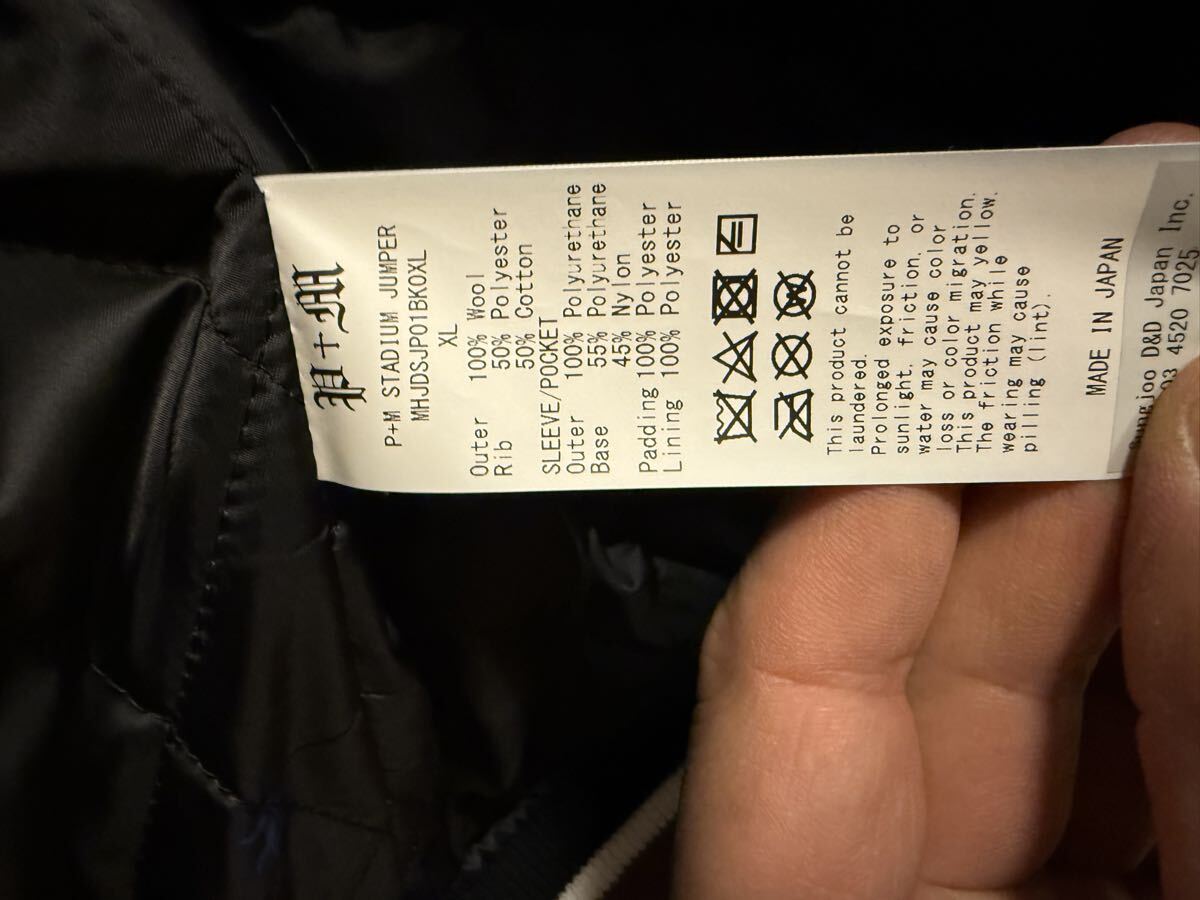 P+M
P+M STADIUM JUMPER
MHJDSJP01BK0XL
XL
Outer 100% Wool
Rib 50% Polyester
50% Cotton
SLEEVE/POCKET
Outer 100% Polyurethane
Base 55% Polyurethane
45% Nylon
Padding 100% Polyester
Lining 100% Polyester
W
This product cannot be
laundered.
Prolonged exposure to
sunlight, friction, or
water may cause color
loss or color migration.
This product may yellow.
The friction while
wearing may cause
pilling (lint).
MADE IN JAPAN
D&D Japan Inc.
03 4520 7025